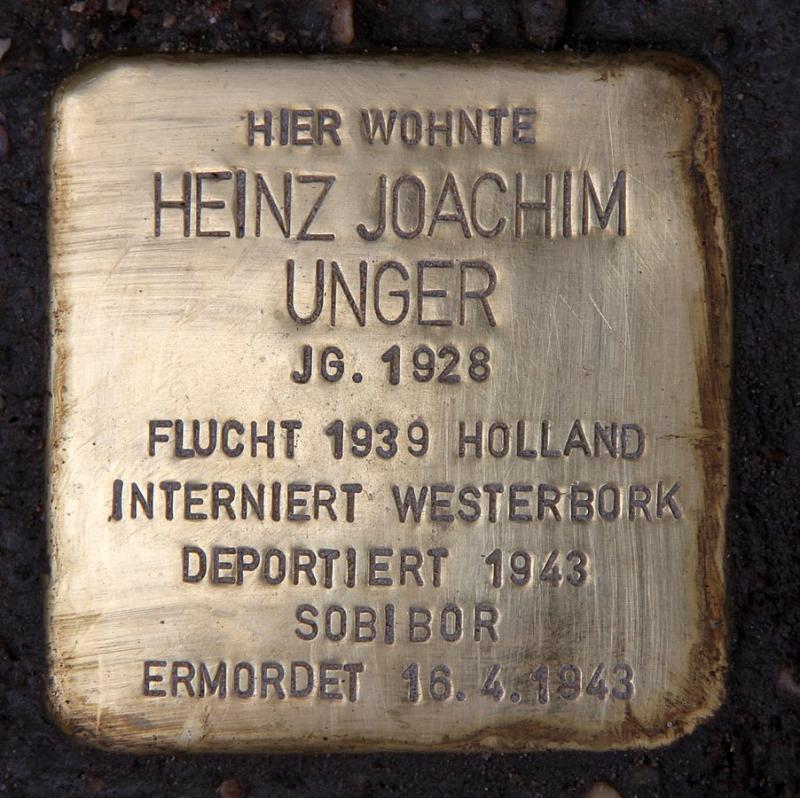 HIER WOHNTE
HEINZ JOACHIM
UNGER
JG. 1928
FLUCHT 1939 HOLLAND
INTERNIERT WESTERBORK
DEPORTIERT 1943
SOBIBOR
ERMORDET 16.4.1943